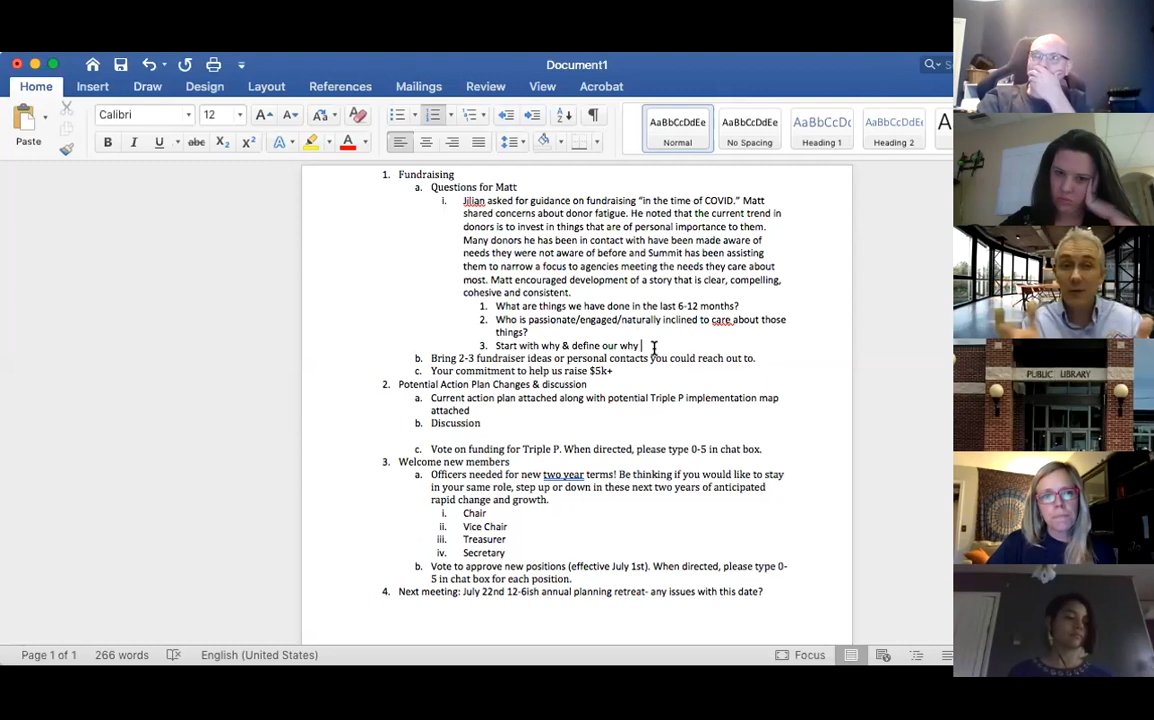 Document1
Home Insert Draw Design Layout References Mailings Review View
Calibri 12
Paste
AaBbCcDdEe AaBbCcDdEe AaBbCcDc AaBbCcDdEe
Normal No Spacing Heading 1 Heading 2
1. Fundraising
a. Questions for Matt
i. Jilian asked for guidance on fundraising “in the time of COVID.” Matt
shared concerns about donor fatigue. He noted that the current trend in
donors is to invest in things that are of personal importance to them.
Many donors he has been in contact with have been made aware of
needs they were not aware of before and Summit has been assisting
them to narrow a focus to agencies meeting the needs they care about
most. Matt encouraged development of a story that is clear, compelling,
cohesive and consistent.
1. What are things we have done in the last 6-12 months?
2. Who is passionate/engaged/naturally inclined to care about those
things?
3. Start with why & define our why
b. Bring 2-3 fundraiser ideas or personal contacts you could reach out to.
c. Your commitment to help us raise $5k+
2. Potential Action Plan Changes & discussion
a. Current action plan attached along with potential Triple P implementation map
attached
b. Discussion
c. Vote on funding for Triple P. When directed, please type 0-5 in chat box.
3. Welcome new members
a. Officers needed for new two year terms! Be thinking if you would like to stay
in your same role, step up or down in these next two years of anticipated
rapid change and growth.
i. Chair
ii. Vice Chair
iii. Treasurer
iv. Secretary
b. Vote to approve new positions (effective July 1st). When directed, please type 0-
5 in chat box for each position.
4. Next meeting: July 22nd 12-6ish annual planning retreat- any issues with this date?
Page 1 of 1 266 words English (United States) Focus
PUBLIC LIBRARY